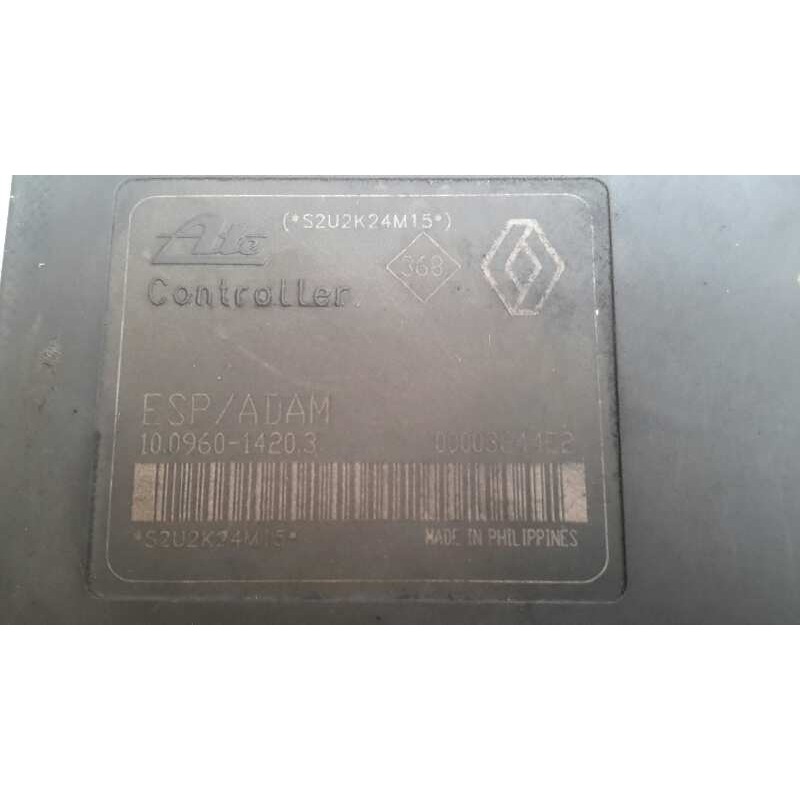 (*S2U2K24M15*)
Ate
368
Controller
ESP/ADAM
10.0960-1420.3
*S2U2K24M15*
MADE IN PHILIPPINES